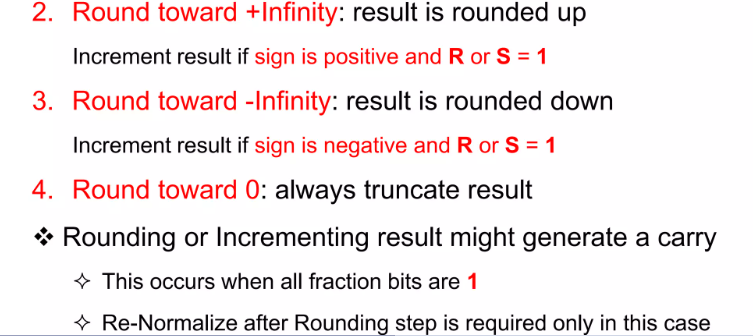 2. Round toward +Infinity: result is rounded up
Increment result if sign is positive and R or S = 1
3. Round toward -Infinity: result is rounded down
Increment result if sign is negative and R or S = 1
4. Round toward 0: always truncate result
❖ Rounding or Incrementing result might generate a carry
✧ This occurs when all fraction bits are 1
✧ Re-Normalize after Rounding step is required only in this case